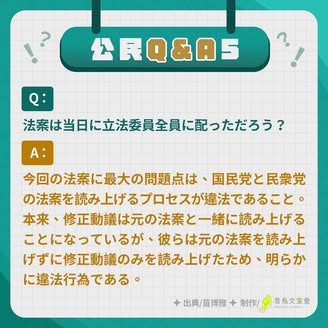 公民Q&A5
Q:
法案は当日に立法委員全員に配っただろう？
A:
今回の法案に最大の問題点は、国民党と民衆党
の法案を読み上げるプロセスが違法であること。
本来、修正動議は元の法案と一緒に読み上げる
ことになっているが、彼らは元の法案を読み上
げずに修正動議のみを読み上げたため、明らか
に違法行為である。
出典/苗博雅 制作/ 青鳥文宣會